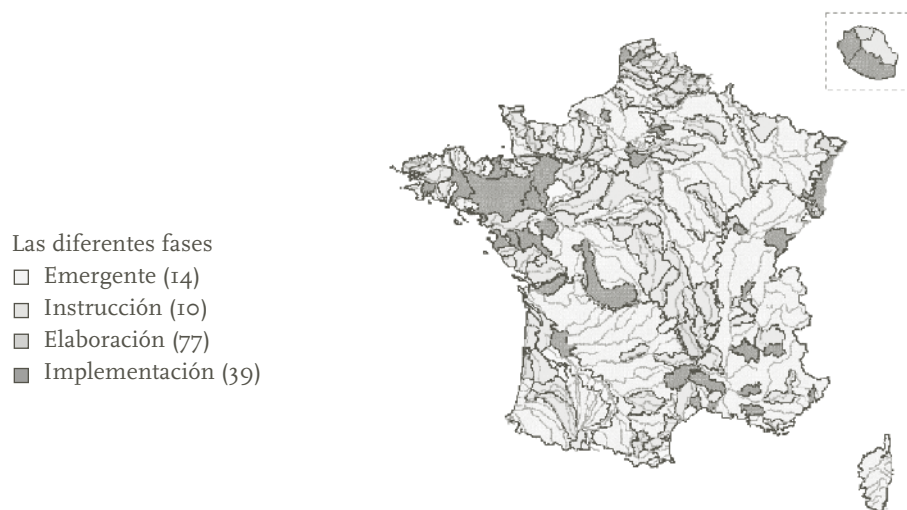 Las diferentes fases
Emergente (14)
Instrucción (10)
Elaboración (77)
Implementación (39)